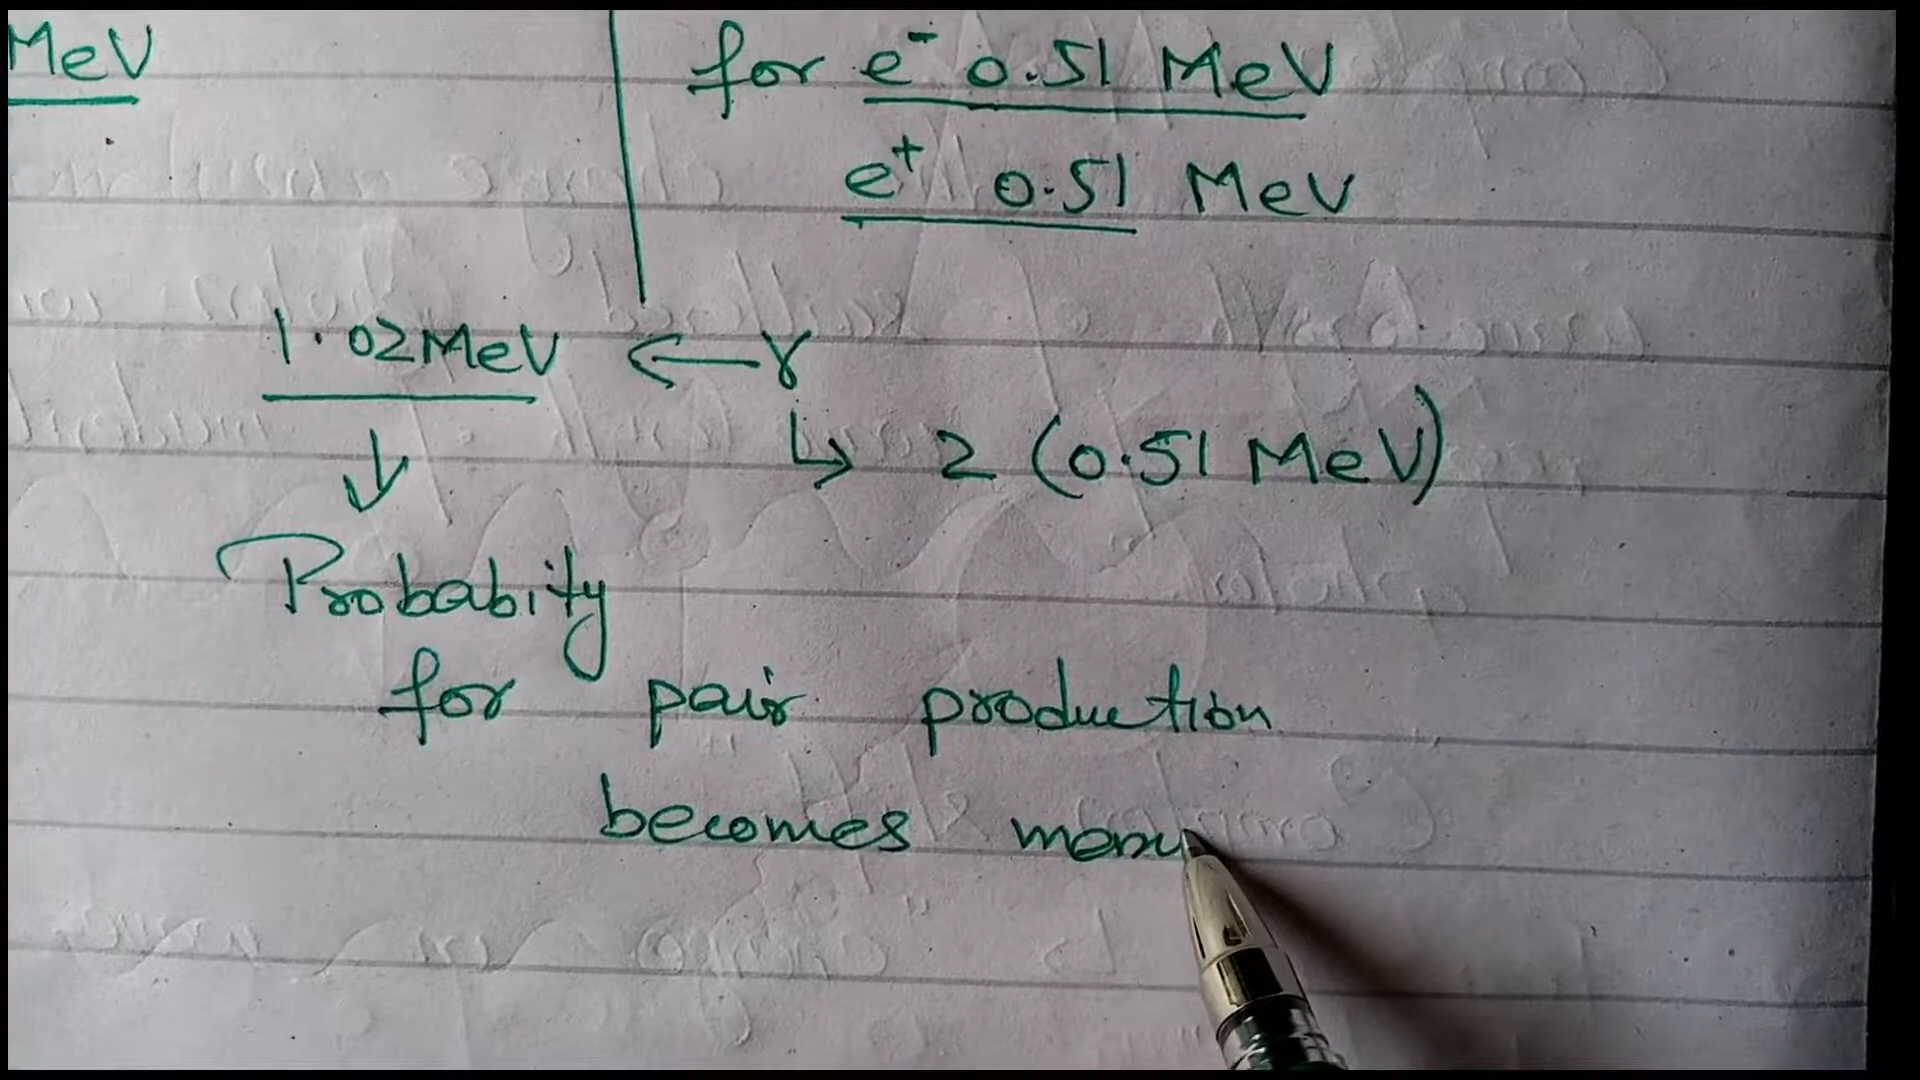 MeV
for e⁻ 0.51 MeV
e⁺ 0.51 MeV
1.02MeV ← γ
↳ 2 (0.51 MeV)
↓
Probabity
for pair production
becomes